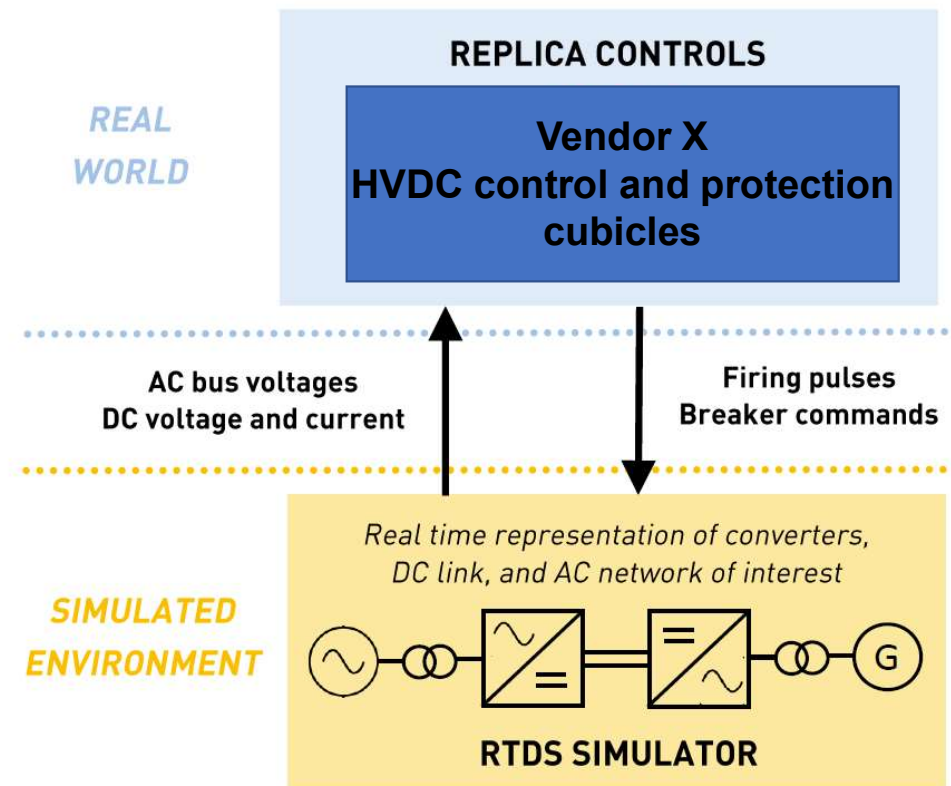 REPLICA CONTROLS
REAL
WORLD
Vendor X
HVDC control and protection
cubicles
AC bus voltages
DC voltage and current
Firing pulses
Breaker commands
Real time representation of converters,
DC link, and AC network of interest
SIMULATED
ENVIRONMENT
G
RTDS SIMULATOR